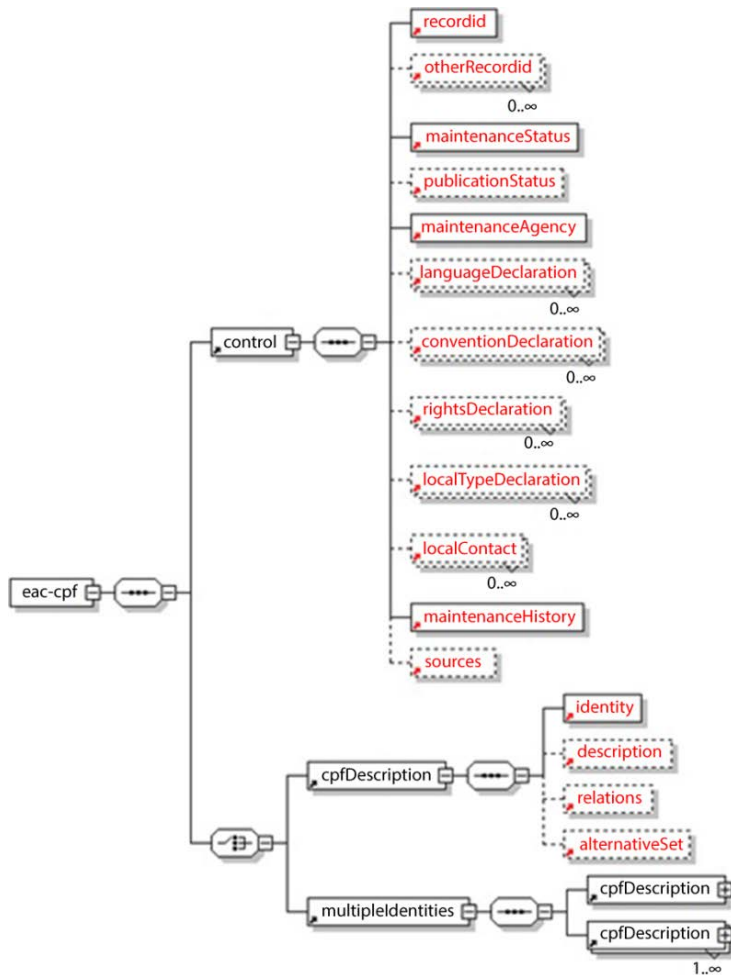 recordid
otherRecordid
0..∞
maintenanceStatus
publicationStatus
maintenanceAgency
languageDeclaration
0..∞
control
conventionDeclaration
0..∞
rightsDeclaration
0..∞
localTypeDeclaration
0..∞
localContact
0..∞
eac-cpf
maintenanceHistory
sources
identity
cpfDescription
description
relations
alternativeSet
multipleIdentities
cpfDescription
cpfDescription
1..∞